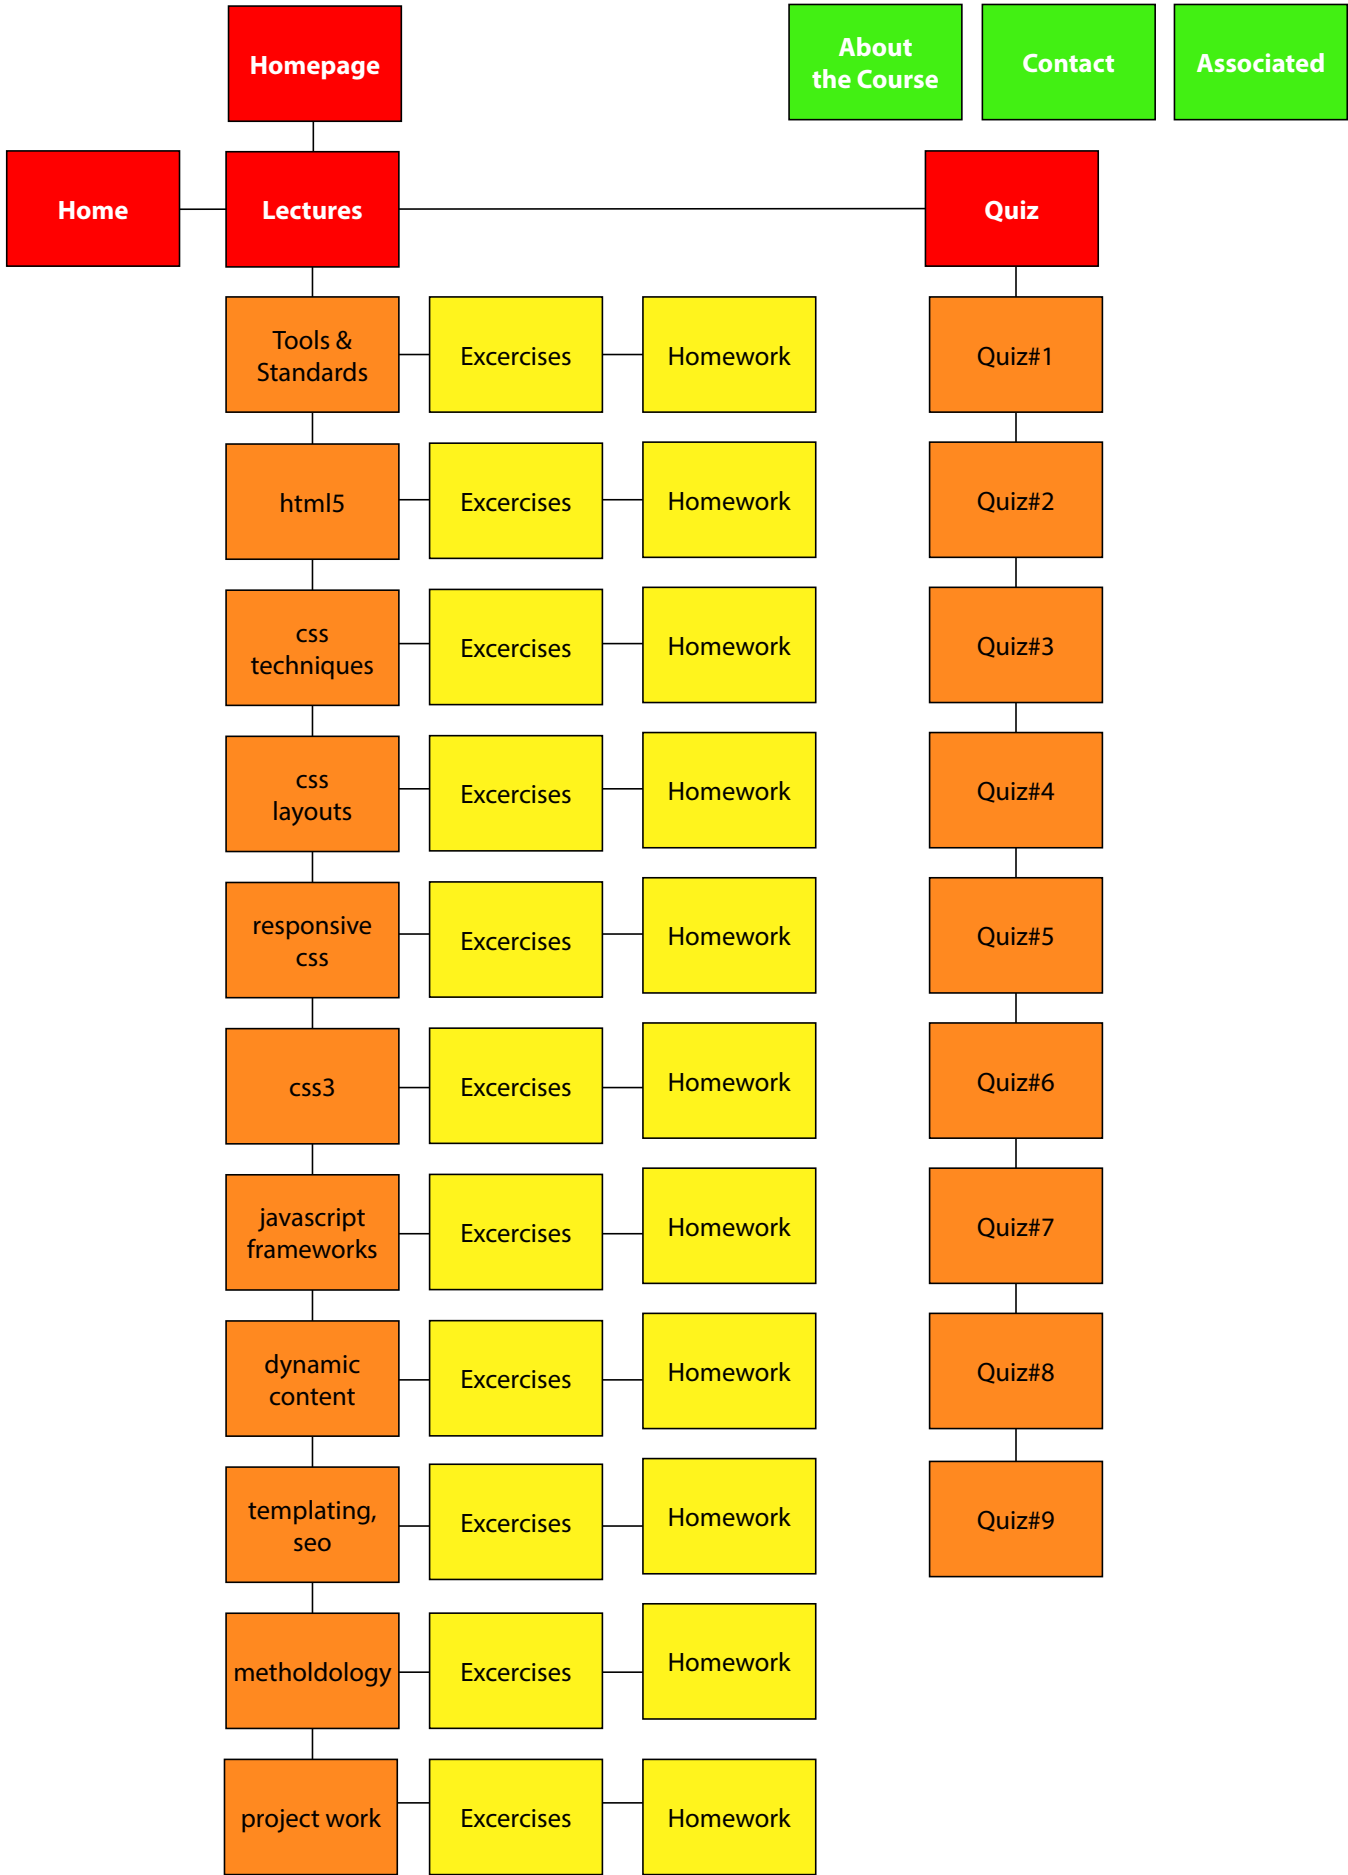 Homepage
About
the Course
Contact
Associated
Home
Lectures
Quiz
Tools &
Standards
Excercises
Homework
Quiz#1
html5
Excercises
Homework
Quiz#2
css
techniques
Excercises
Homework
Quiz#3
css
layouts
Excercises
Homework
Quiz#4
responsive
css
Excercises
Homework
Quiz#5
css3
Excercises
Homework
Quiz#6
javascript
frameworks
Excercises
Homework
Quiz#7
dynamic
content
Excercises
Homework
Quiz#8
templating,
seo
Excercises
Homework
Quiz#9
metholdology
Excercises
Homework
project work
Excercises
Homework